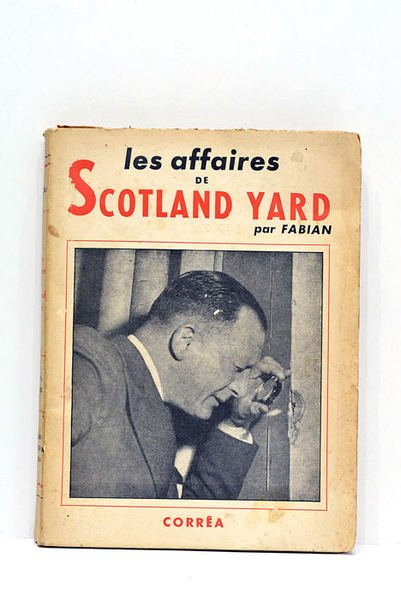 les affaires
DE
SCOTLAND YARD
par FABIAN
CORRÊA